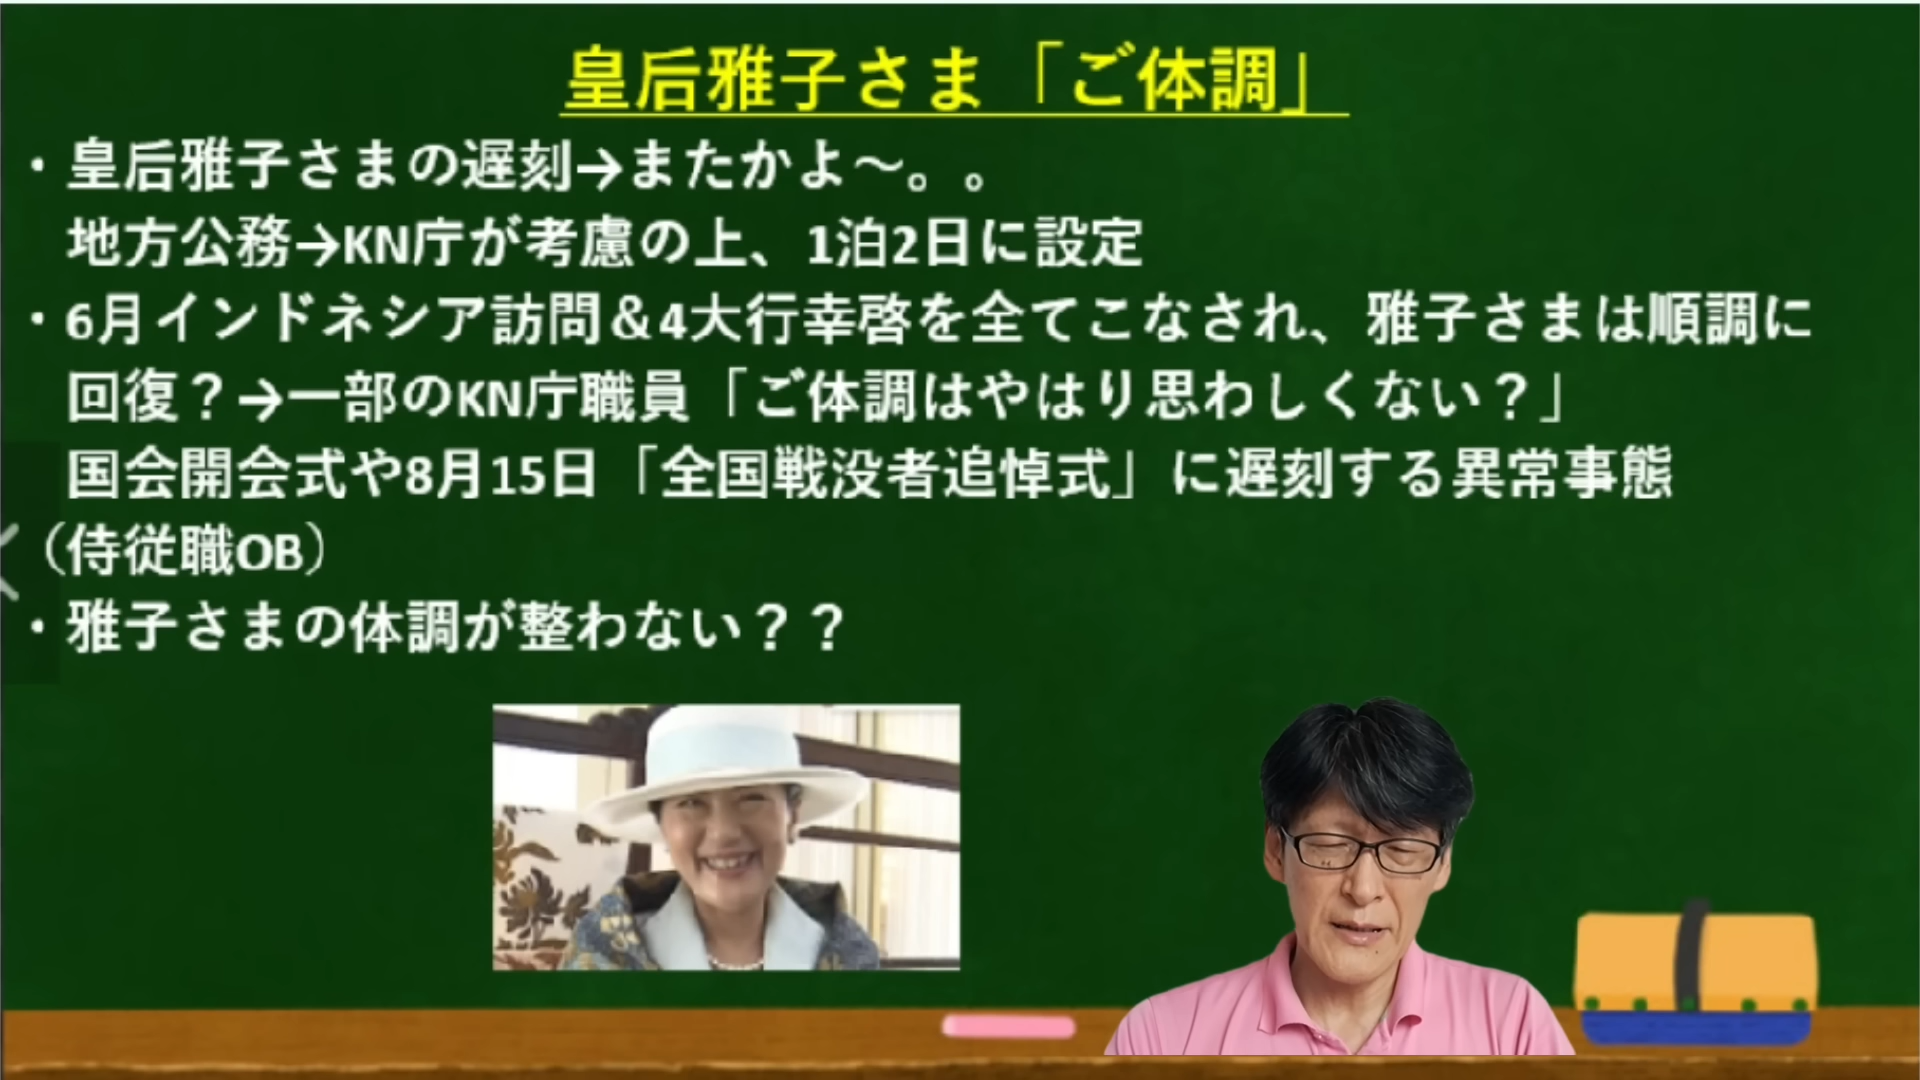 皇后雅子さま「ご体調」
・皇后雅子さまの遅刻→またかよ～。。
地方公務→KN庁が考慮の上、1泊2日に設定
・6月インドネシア訪問＆4大行幸啓を全てこなされ、雅子さまは順調に
回復？→一部のKN庁職員「ご体調はやはり思わしくない？」
国会開会式や8月15日「全国戦没者追悼式」に遅刻する異常事態
（侍従職OB）
・雅子さまの体調が整わない？？